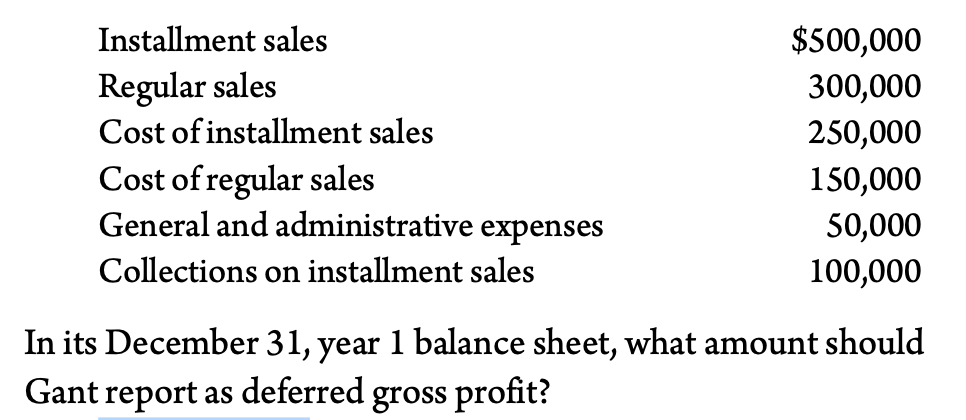 Installment sales $500,000
Regular sales 300,000
Cost of installment sales 250,000
Cost of regular sales 150,000
General and administrative expenses 50,000
Collections on installment sales 100,000
In its December 31, year 1 balance sheet, what amount should
Gant report as deferred gross profit?